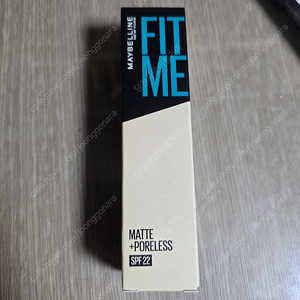 MAYBELLINE
NEW YORK
FIT
ME
MATTE
+PORELESS
SPF 22